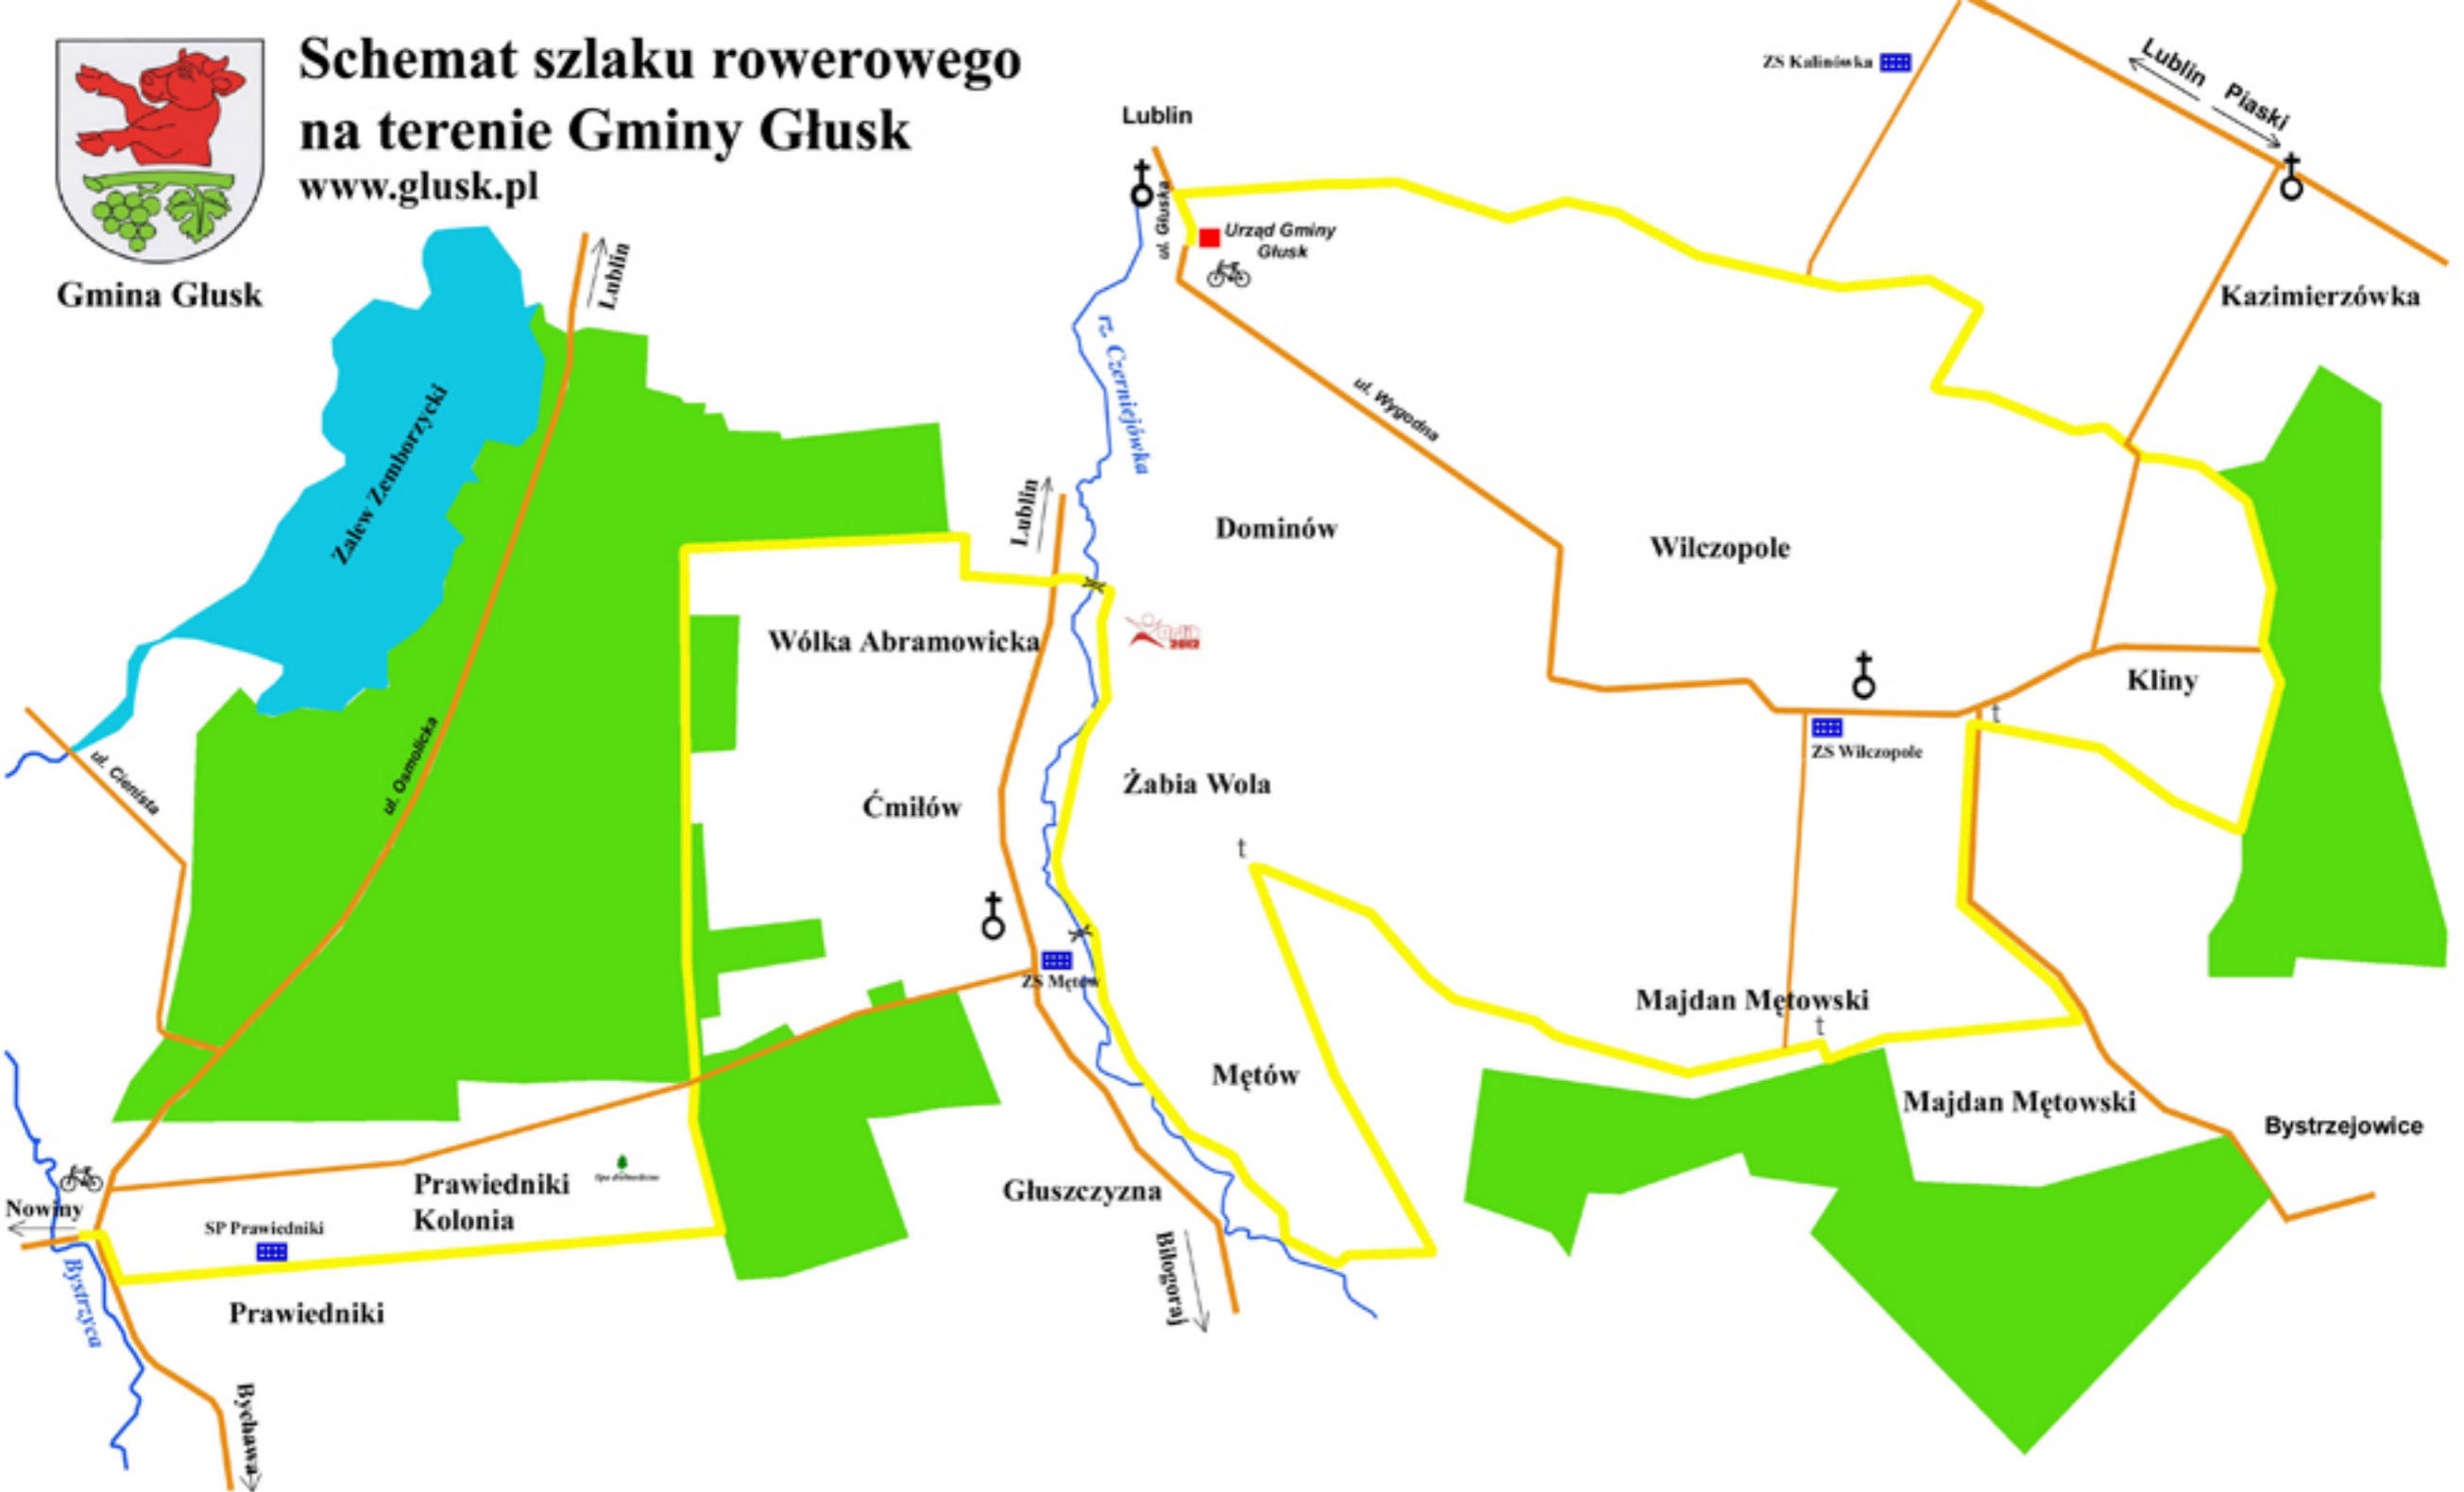 Schemat szlaku rowerowego
na terenie Gminy Głusk
www.glusk.pl
Gmina Głusk
Lublin
Lublin
ul. Głuska
Urząd Gminy
Głusk
rz. Czerniejówka
ul. Wygodna
ZS Kalinówka
Lublin
Piaski
Kazimierzówka
Zalew Zemborzycki
Lublin
Dominów
Wilczopole
Wólka Abramowicka
Orlik
2012
Kliny
t
ZS Wilczopole
ul. Cienista
ul. Osmolicka
Ćmiłów
Żabia Wola
t
ZS Mętów
Majdan Mętowski
t
Mętów
Majdan Mętowski
Bystrzejowice
Prawiedniki
Kolonia
Głuszczyzna
Nowiny
SP Prawiedniki
Biłogoraj
Bystrzyca
Prawiedniki
Bychawa